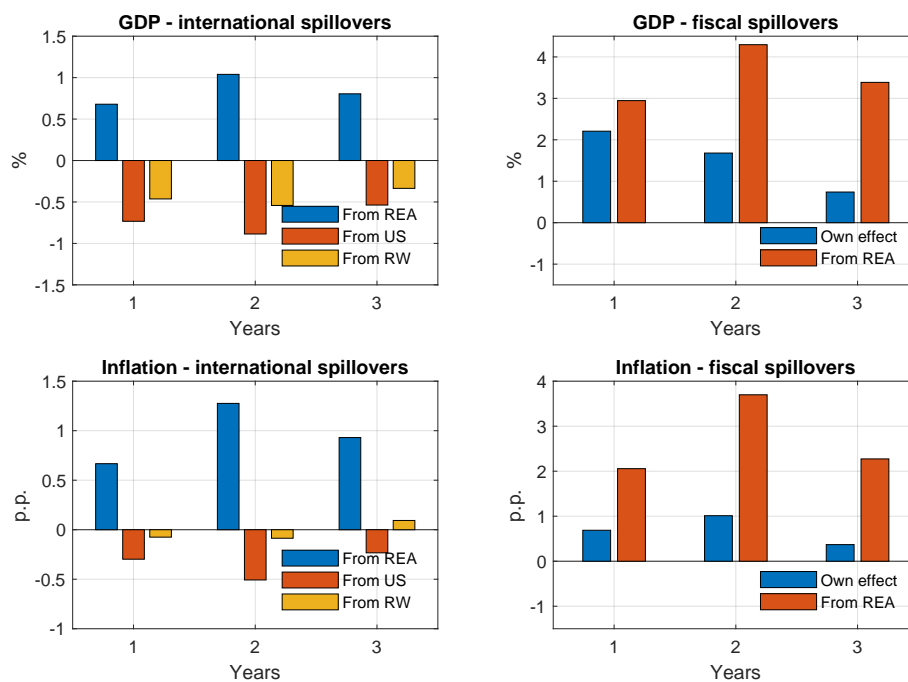 GDP - international spillovers
1.5
1
0.5
0
-0.5
-1
-1.5
%
From REA
From US
From RW
1 2 3
Years
GDP - fiscal spillovers
4
3
2
1
0
-1
%
Own effect
From REA
1 2 3
Years
Inflation - international spillovers
1.5
1
0.5
0
-0.5
-1
p.p.
From REA
From US
From RW
1 2 3
Years
Inflation - fiscal spillovers
4
3
2
1
0
-1
p.p.
Own effect
From REA
1 2 3
Years